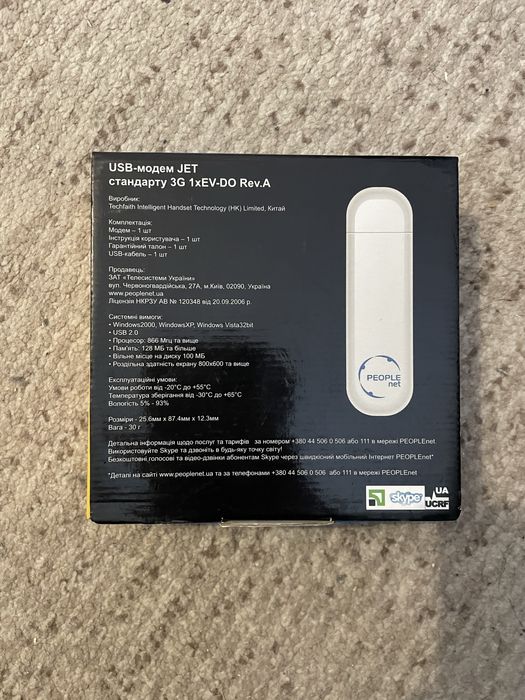 USB-модем JET
стандарту 3G 1xEV-DO Rev.A
Виробник:
Techfaith Intelligent Handset Technology (HK) Limited, Китай
Комплектація:
Модем – 1 шт
Інструкція користувача – 1 шт
Гарантійний талон – 1 шт
USB-кабель – 1 шт
Продавець:
ЗАТ «Телесистеми України»
вул. Червоногвардійська, 27А, м.Київ, 02090, Україна
www.peoplenet.ua
Ліцензія НКРЗУ АВ № 120348 від 20.09.2006 р.
Системні вимоги:
• Windows2000, WindowsXP, Windows Vista32bit
• USB 2.0
• Процесор: 866 Мгц та вище
• Пам'ять: 128 МБ та більше
• Вільне місце на диску 100 МБ
• Роздільна здатність екрану 800х600 та вище
Експлуатаційні умови:
Умови роботи від -20°С до +55°С
Температура зберігання від -30°С до +65°С
Вологість 5% - 93%
Розміри - 25.6мм х 87.4мм х 12.3мм
Вага - 30 г
PEOPLE
net
Детальна інформація щодо послуг та тарифів за номером +380 44 506 0 506 або 111 в мережі PEOPLEnet.
Використовуйте Skype та дзвоніть в будь-яку точку світу!
Безкоштовні голосові та відео-дзвінки абонентам Skype через швидкісний мобільний Інтернет PEOPLEnet*
*Деталі на сайті www.peoplenet.ua та за телефонами +380 44 506 0 506 або 111 в мережі PEOPLEnet
skype
UA
UCRF